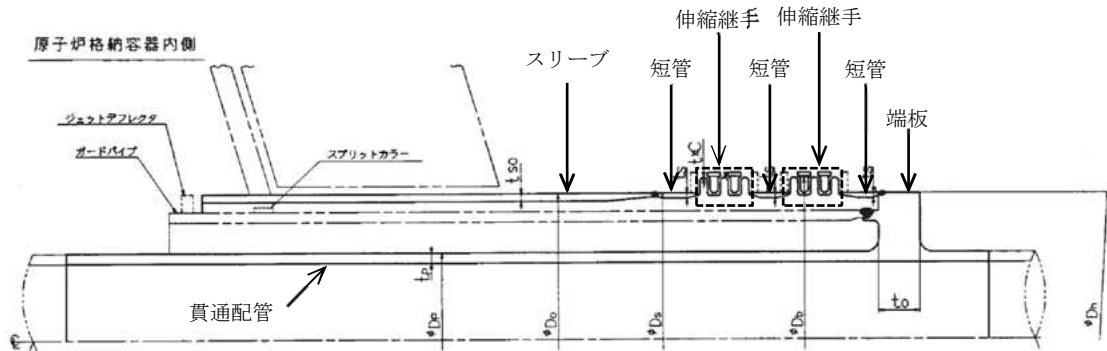 伸縮継手
伸縮継手
原子炉格納容器内側
スリーブ
短管
短管
短管
端板
ジェットデフレクタ
ガードパイプ
スプリットカラー
tso
txC
貫通配管
tp
φDp
φDo
φDs
φDb
to
φDh